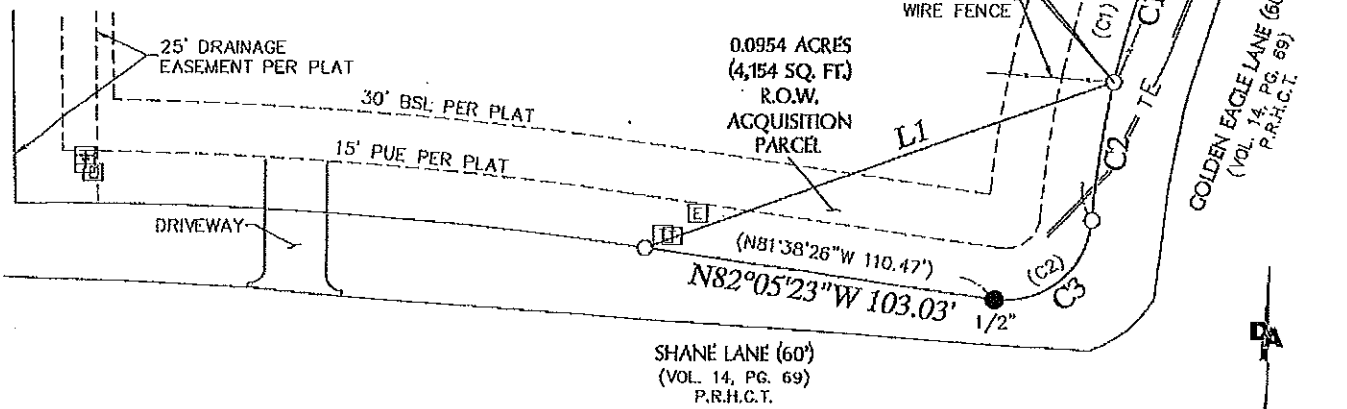 25' DRAINAGE
EASEMENT PER PLAT
30' BSL PER PLAT
15' PUE PER PLAT
DRIVEWAY
WIRE FENCE
0.0954 ACRES
(4,154 SQ. FT.)
R.O.W.
ACQUISITION
PARCEL
L1
(C1)
C1
C2
TE
GOLDEN EAGLE LANE (60
(VOL. 14, PG. 69)
P.R.H.C.T.
E
(N81°38'26"W 110.47')
N82°05'23"W 103.03'
(C2)
C3
1/2"
SHANE LANE (60')
(VOL. 14, PG. 69)
P.R.H.C.T.